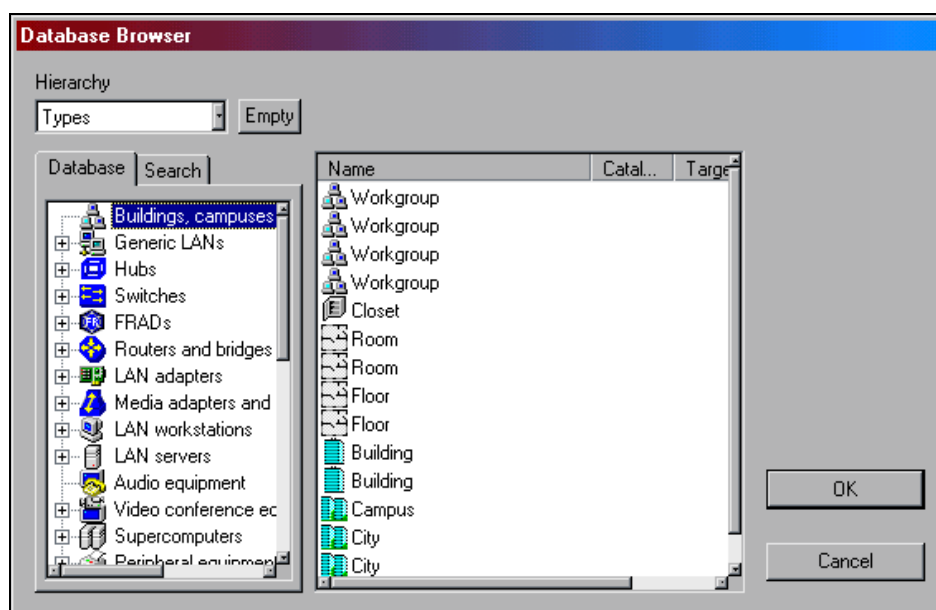 Database Browser
Hierarchy
Types
Empty
Database
Search
Buildings, campuses
Generic LANs
Hubs
Switches
FRADs
Routers and bridges
LAN adapters
Media adapters and
LAN workstations
LAN servers
Audio equipment
Video conference ec
Supercomputers
Peripheral equipmen
Name Catal... Targe
Workgroup
Workgroup
Workgroup
Workgroup
Closet
Room
Room
Floor
Floor
Building
Building
Campus
City
City
OK
Cancel